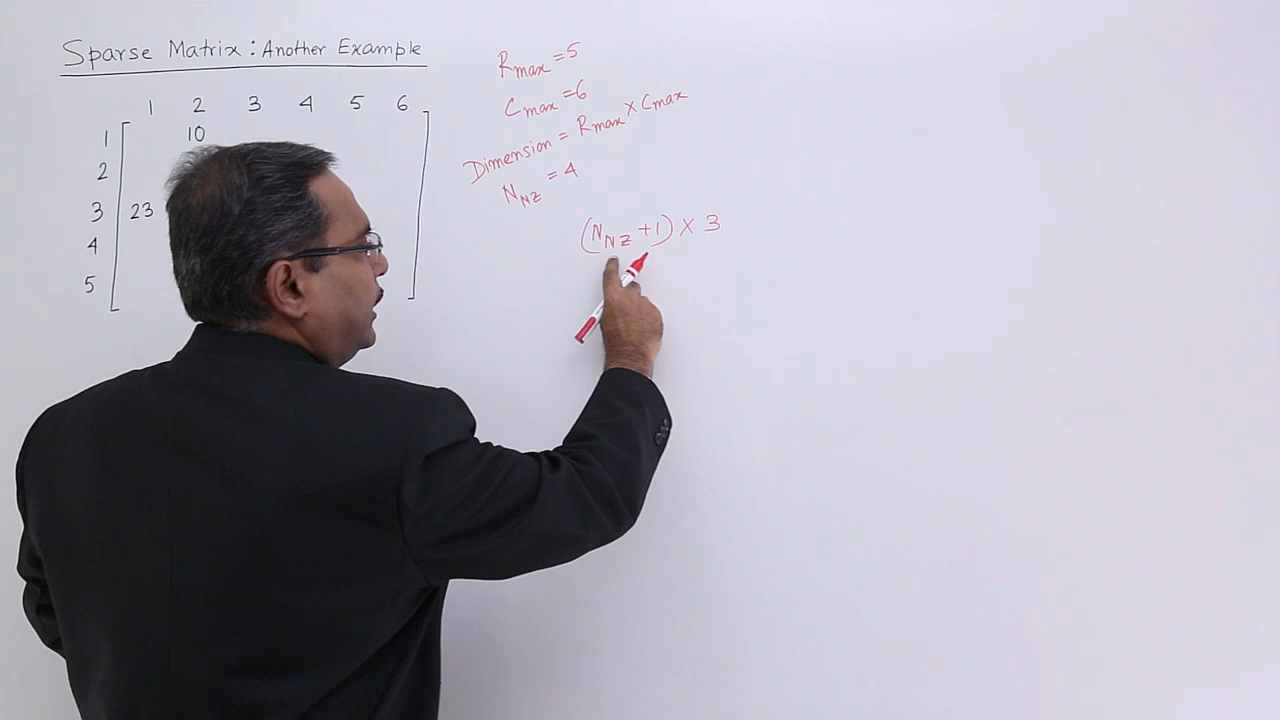 Sparse Matrix : Another Example
1 2 3 4 5 6
1 10
2
3 23
4
5
Rmax = 5
Cmax = 6
Dimension = Rmax × Cmax
NNZ = 4
(NNZ + 1) × 3